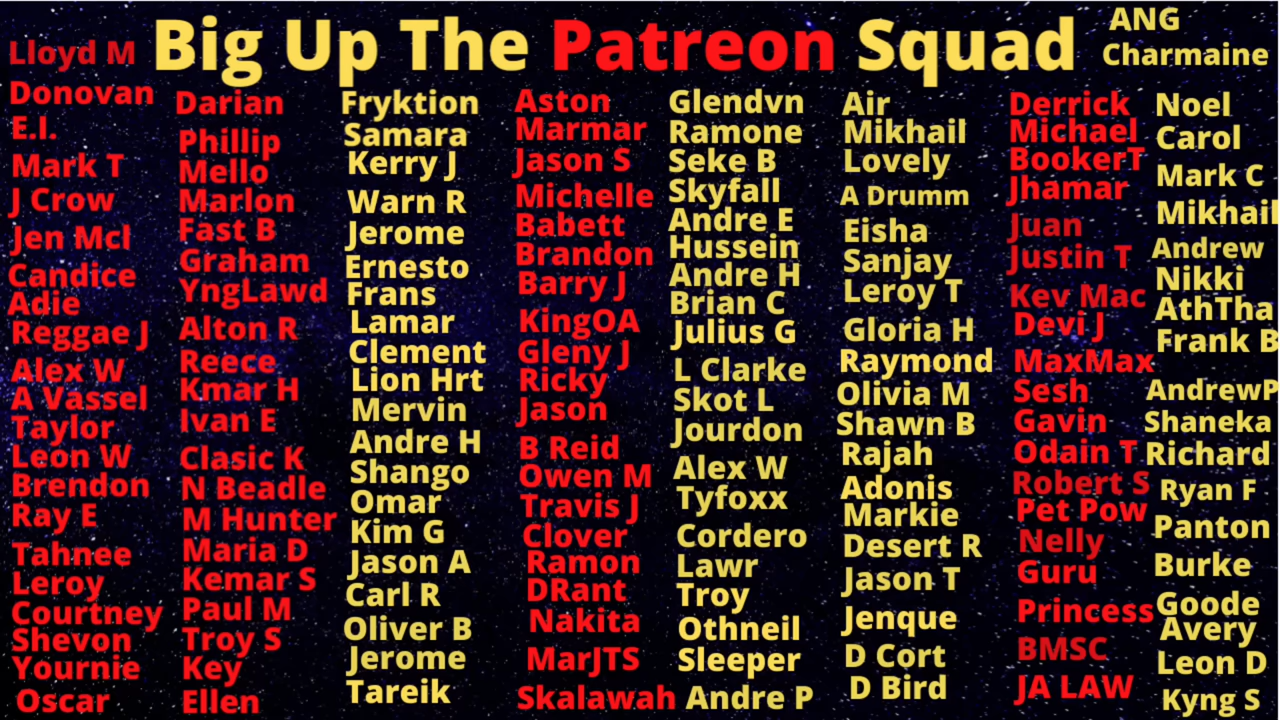 Big Up The Patreon Squad
Lloyd M
Donovan
E.I.
Mark T
J Crow
Jen Mcl
Candice
Adie
Reggae J
Alex W
A Vassel
Taylor
Leon W
Brendon
Ray E
Tahnee
Leroy
Courtney
Shevon
Yournie
Oscar
Darian
Phillip
Mello
Marlon
Fast B
Graham
YngLawd
Alton R
Reece
Kmar H
Ivan E
Clasic K
N Beadle
M Hunter
Maria D
Kemar S
Paul M
Troy S
Key
Ellen
Fryktion
Samara
Kerry J
Warn R
Jerome
Ernesto
Frans
Lamar
Clement
Lion Hrt
Mervin
Andre H
Shango
Omar
Kim G
Jason A
Carl R
Oliver B
Jerome
Tareik
Aston
Marmar
Jason S
Michelle
Babett
Brandon
Barry J
KingOA
Gleny J
Ricky
Jason
B Reid
Owen M
Travis J
Clover
Ramon
DRant
Nakita
MarJTS
Skalawah
Glendvn
Ramone
Seke B
Skyfall
Andre E
Hussein
Andre H
Brian C
Julius G
L Clarke
Skot L
Jourdon
Alex W
Tyfoxx
Cordero
Lawr
Troy
Othneil
Sleeper
Andre P
Air
Mikhail
Lovely
A Drumm
Eisha
Sanjay
Leroy T
Gloria H
Raymond
Olivia M
Shawn B
Rajah
Adonis
Markie
Desert R
Jason T
Jenque
D Cort
D Bird
Derrick
Michael
BookerT
Jhamar
Juan
Justin T
Kev Mac
Devi J
MaxMax
Sesh
Gavin
Odain T
Robert S
Pet Pow
Nelly
Guru
Princess
BMSC
JA LAW
ANG
Charmaine
Noel
Carol
Mark C
Mikhail
Andrew
Nikki
AthTha
Frank B
AndrewP
Shaneka
Richard
Ryan F
Panton
Burke
Goode
Avery
Leon D
Kyng S